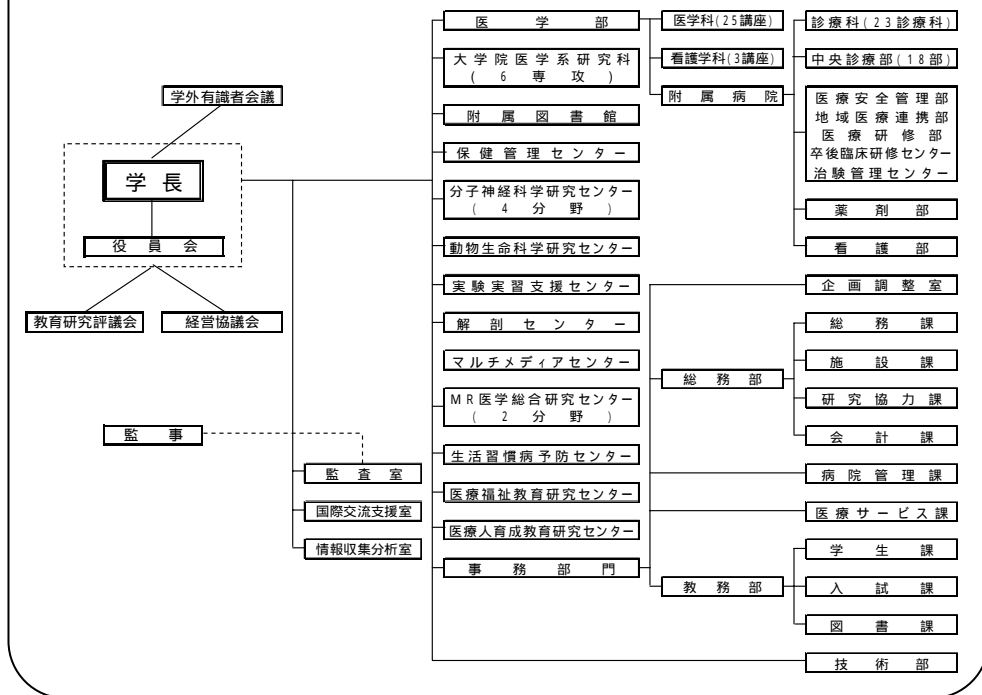 学外有識者会議
学長
役員会
教育研究評議会
経営協議会
監事
監査室
国際交流支援室
情報収集分析室
医学部
大学院医学系研究科
(6専攻)
附属図書館
保健管理センター
分子神経科学研究センター
(4分野)
動物生命科学研究センター
実験実習支援センター
解剖センター
マルチメディアセンター
MR医学総合研究センター
(2分野)
生活習慣病予防センター
医療福祉教育研究センター
医療人育成教育研究センター
事務部門
医学科(25講座)
看護学科(3講座)
附属病院
診療科(23診療科)
中央診療部(18部)
医療安全管理部
地域医療連携部
医療研修部
卒後臨床研修センター
治験管理センター
薬剤部
看護部
企画調整室
総務部
総務課
施設課
研究協力課
会計課
病院管理課
医療サービス課
教務部
学生課
入試課
図書課
技術部